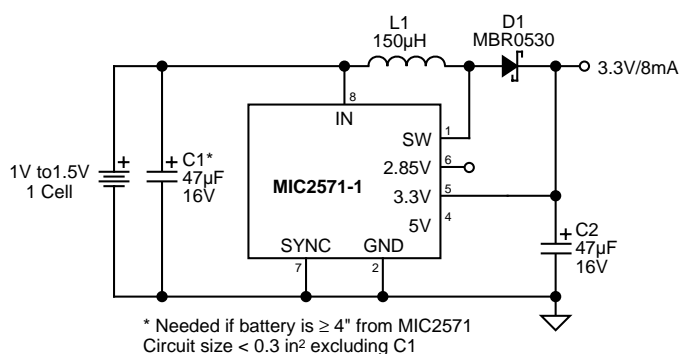 L1
150µH
D1
MBR0530
3.3V/8mA
8
IN
1V to1.5V
1 Cell
+
+
C1*
47µF
16V
MIC2571-1
SW
1
2.85V
6
3.3V
5
5V
4
SYNC
GND
7
2
+
C2
47µF
16V
* Needed if battery is ≥ 4" from MIC2571
Circuit size < 0.3 in² excluding C1